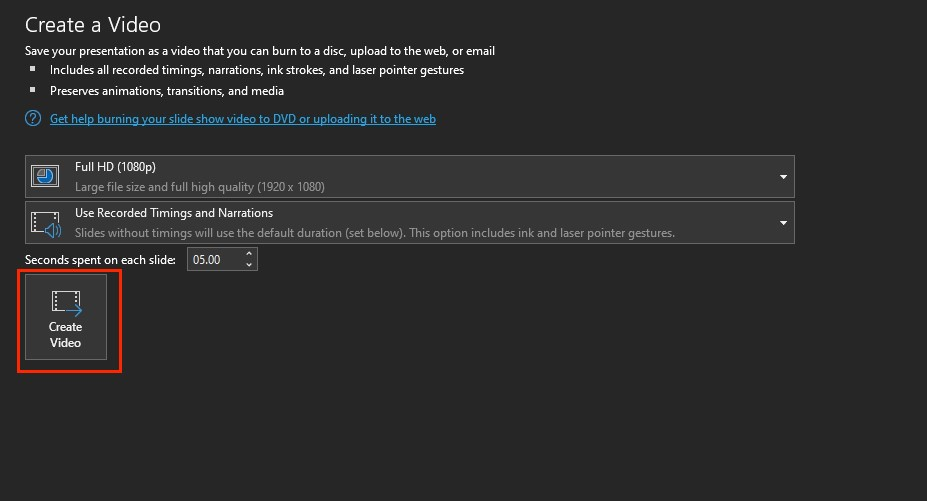 Create a Video
Save your presentation as a video that you can burn to a disc, upload to the web, or email
Includes all recorded timings, narrations, ink strokes, and laser pointer gestures
Preserves animations, transitions, and media
Get help burning your slide show video to DVD or uploading it to the web
Full HD (1080p)
Large file size and full high quality (1920 x 1080)
Use Recorded Timings and Narrations
Slides without timings will use the default duration (set below). This option includes ink and laser pointer gestures.
Seconds spent on each slide: 05.00
Create
Video